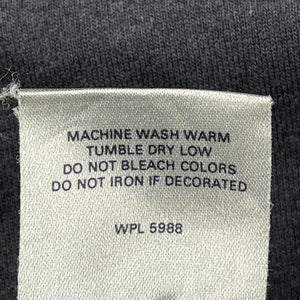 MACHINE WASH WARM
TUMBLE DRY LOW
DO NOT BLEACH COLORS
DO NOT IRON IF DECORATED
WPL 5988